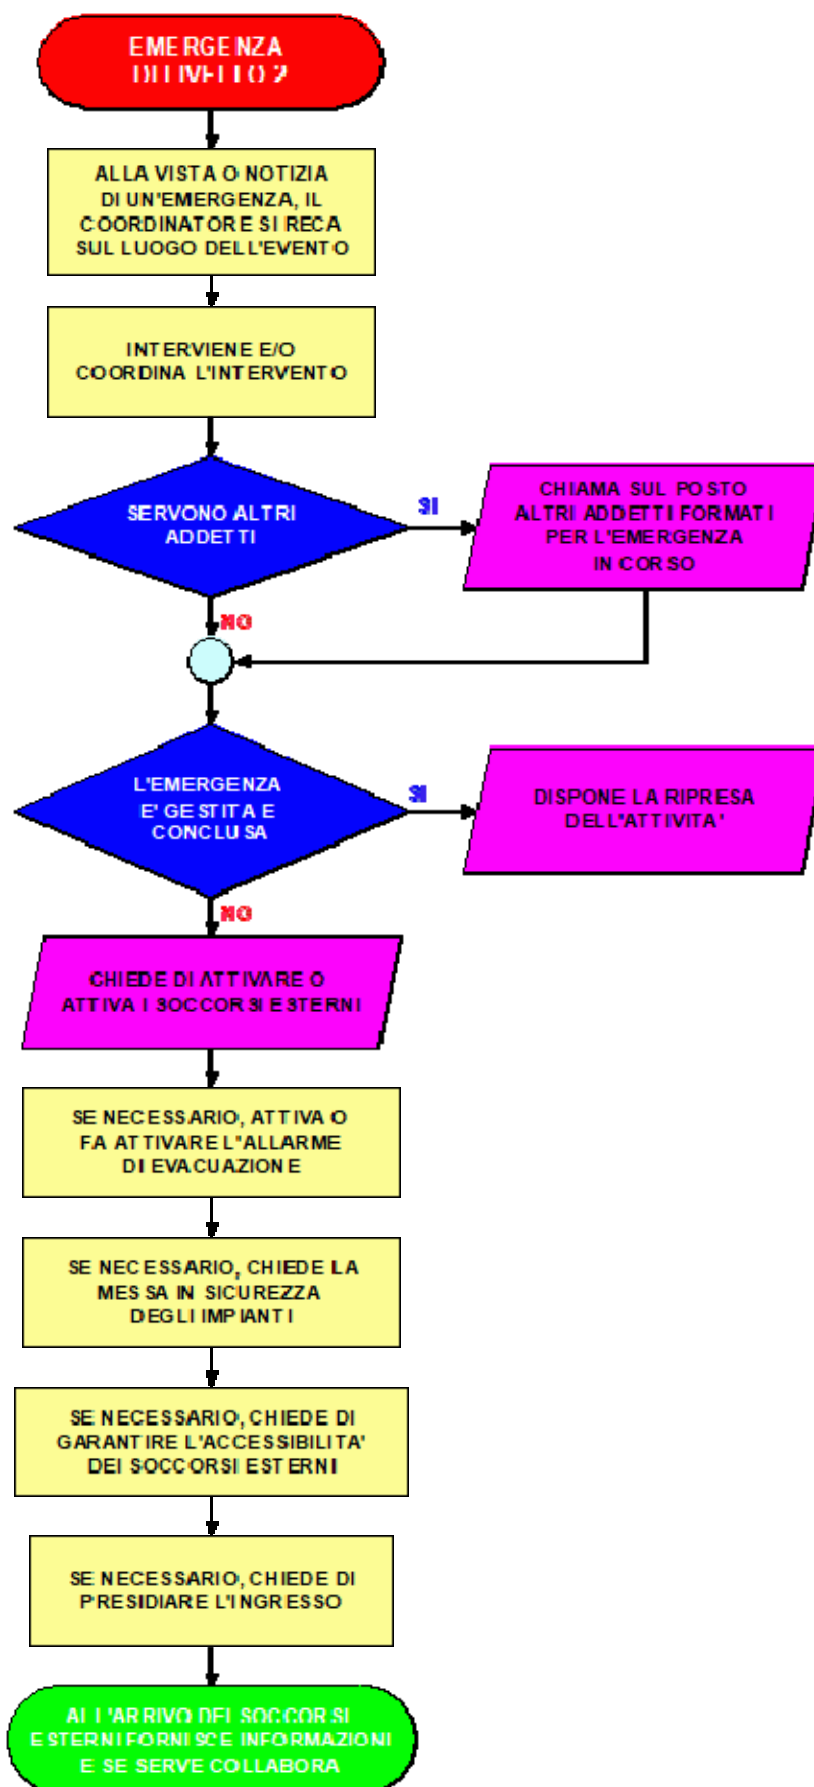 EMERGENZA
DI LIVELLO 2
ALLA VISTA O NOTIZIA
DI UN'EMERGENZA, IL
COORDINATORE SI RECA
SUL LUOGO DELL'EVENTO
INTERVIENE E/O
COORDINA L'INTERVENTO
SERVONO ALTRI
ADDETTI
SI
CHIAMA SUL POSTO
ALTRI ADDETTI FORMATI
PER L'EMERGENZA
IN CORSO
NO
L'EMERGENZA
E' GESTITA E
CONCLUSA
SI
DISPONE LA RIPRESA
DELL'ATTIVITA'
NO
CHIEDE DI ATTIVARE O
ATTIVA I SOCCORSI ESTERNI
SE NECESSARIO, ATTIVA O
FA ATTIVARE L'ALLARME
DI EVACUAZIONE
SE NECESSARIO, CHIEDE LA
MESSA IN SICUREZZA
DEGLI IMPIANTI
SE NECESSARIO, CHIEDE DI
GARANTIRE L'ACCESSIBILITA'
DEI SOCCORSI ESTERNI
SE NECESSARIO, CHIEDE DI
PRESIDIARE L'INGRESSO
ALL'ARRIVO DEI SOCCORSI
ESTERNI FORNISCE INFORMAZIONI
E SE SERVE COLLABORA